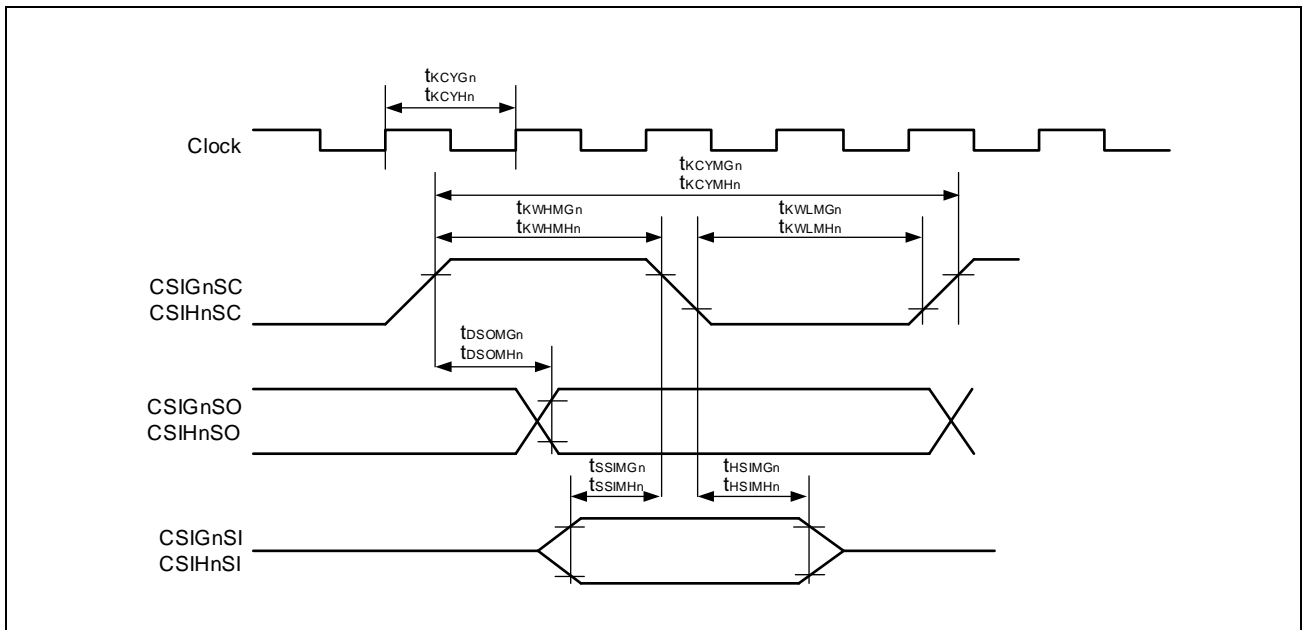 tKCYGn
tKCYHn
Clock
tKCYMGn
tKCYMHn
tKWHMGn
tKWHMHn
tKWLMGn
tKWLMHn
CSIGnSC
CSIHnSC
tDSOMGn
tDSOMHn
CSIGnSO
CSIHnSO
tSSIMGn
tSSIMHn
tHSIMGn
tHSIMHn
CSIGnSI
CSIHnSI